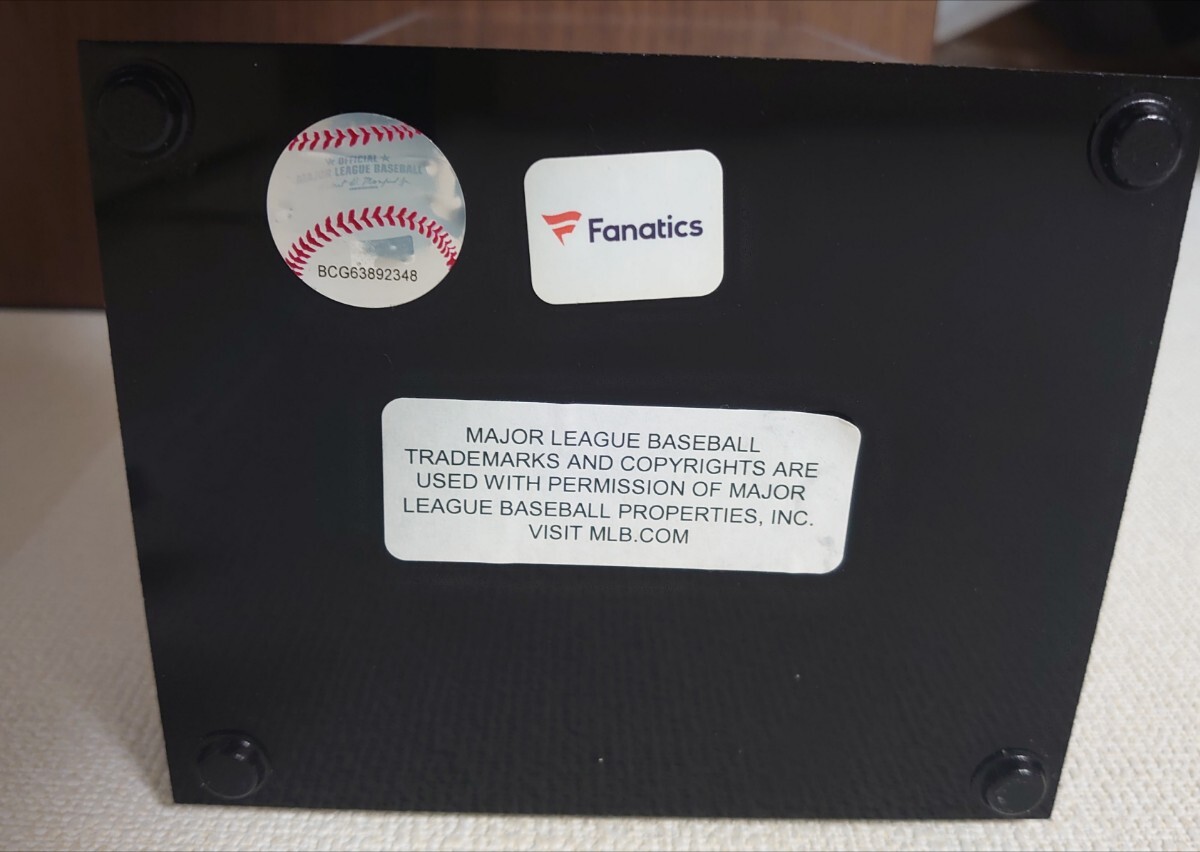 ★ OFFICIAL ★
MAJOR LEAGUE BASEBALL
BCG63892348
Fanatics
MAJOR LEAGUE BASEBALL
TRADEMARKS AND COPYRIGHTS ARE
USED WITH PERMISSION OF MAJOR
LEAGUE BASEBALL PROPERTIES, INC.
VISIT MLB.COM